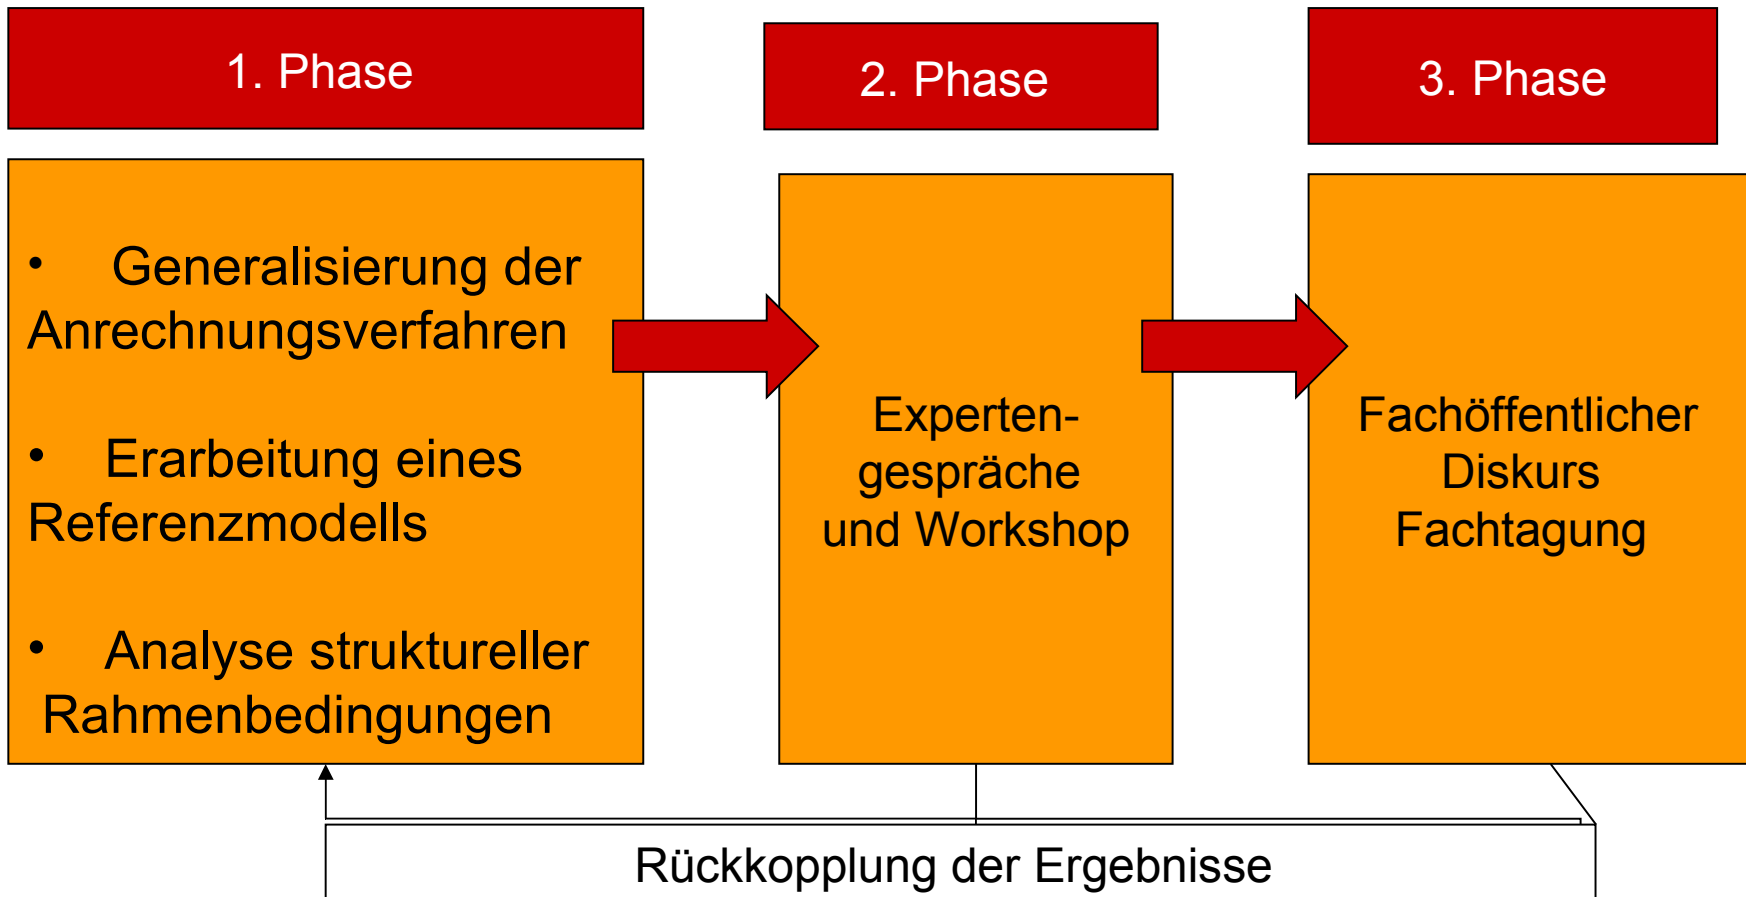 1. Phase
2. Phase
3. Phase
• Generalisierung der
Anrechnungsverfahren
• Erarbeitung eines
Referenzmodells
• Analyse struktureller
Rahmenbedingungen
Experten-
gespräche
und Workshop
Fachöffentlicher
Diskurs
Fachtagung
Rückkopplung der Ergebnisse